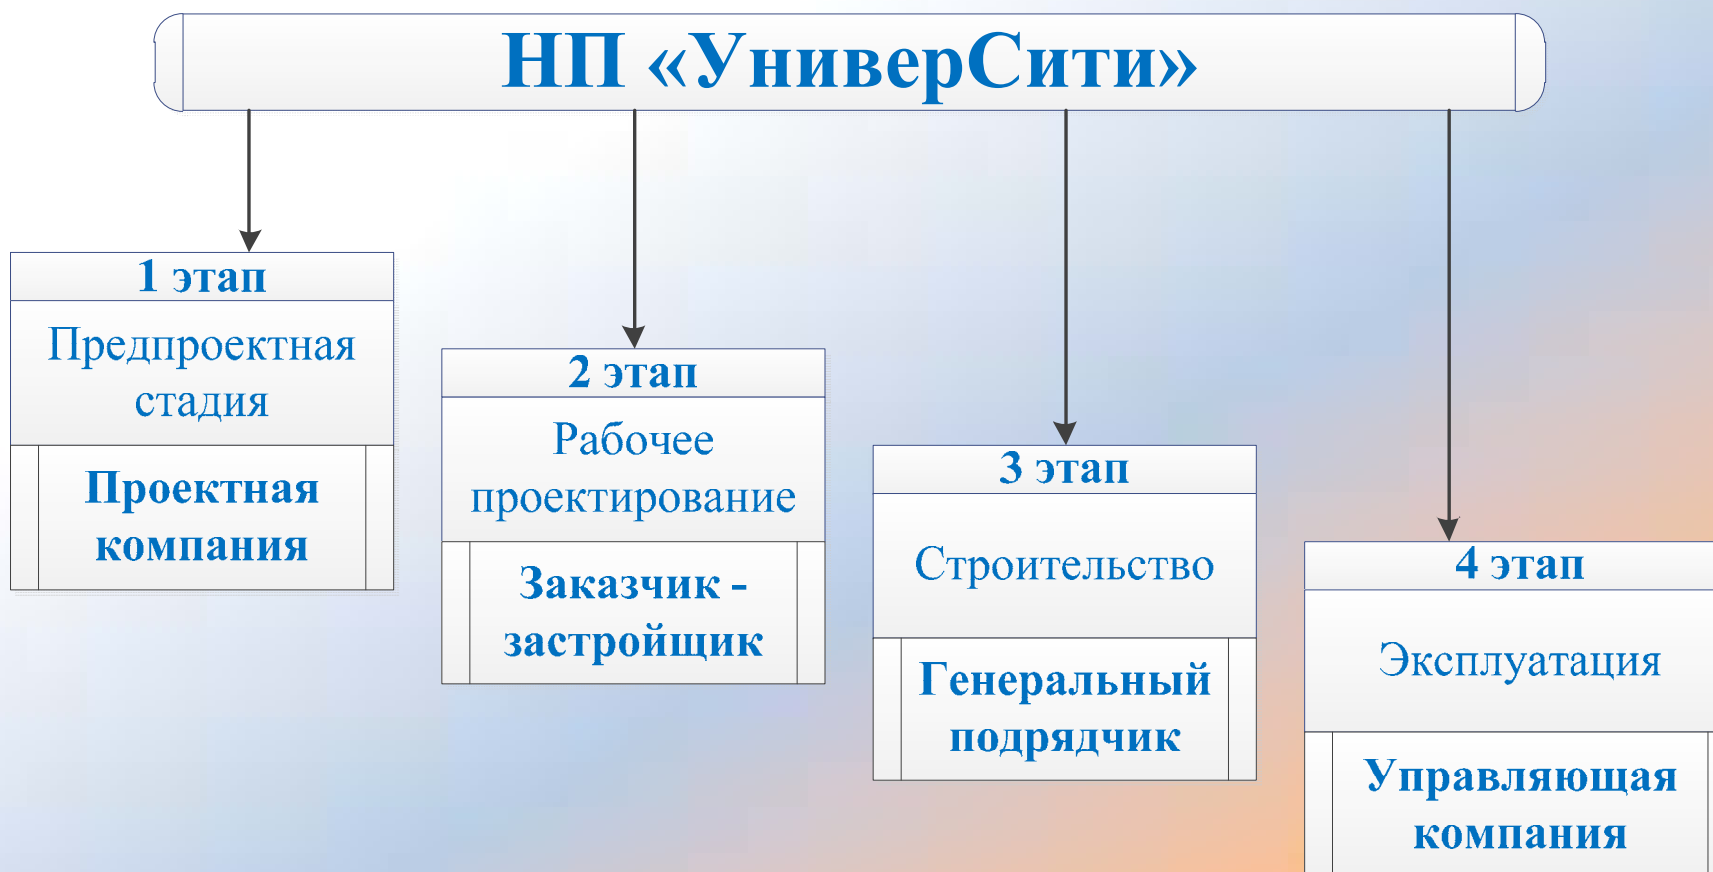 НП «УниверСити»
1 этап
Предпроектная
стадия
Проектная
компания
2 этап
Рабочее
проектирование
Заказчик -
застройщик
3 этап
Строительство
Генеральный
подрядчик
4 этап
Эксплуатация
Управляющая
компания